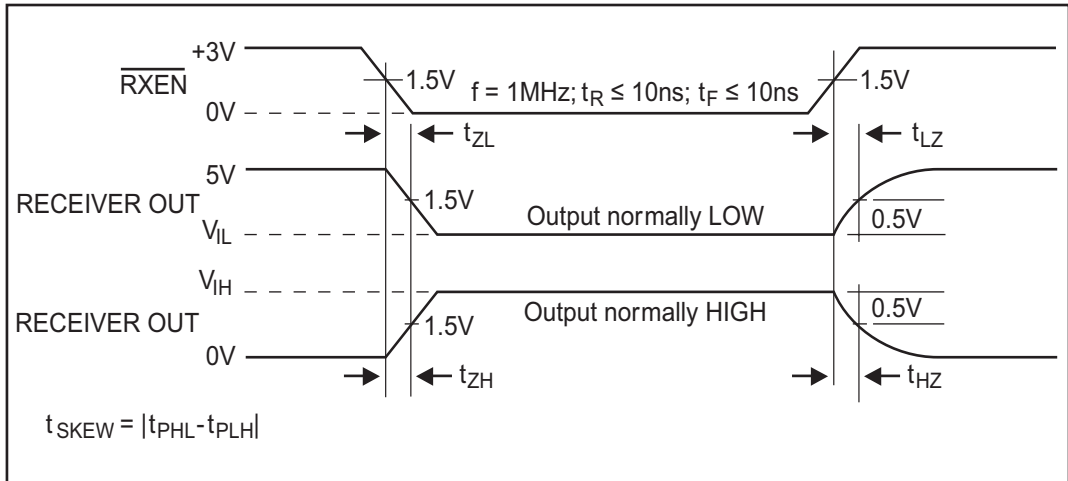 +3V
RXEN
1.5V
f = 1MHz; tR ≤ 10ns; tF ≤ 10ns
1.5V
0V
tZL
tLZ
5V
RECEIVER OUT
1.5V
Output normally LOW
0.5V
VIL
VIH
RECEIVER OUT
1.5V
Output normally HIGH
0.5V
0V
tZH
tHZ
tSKEW = |tPHL-tPLH|